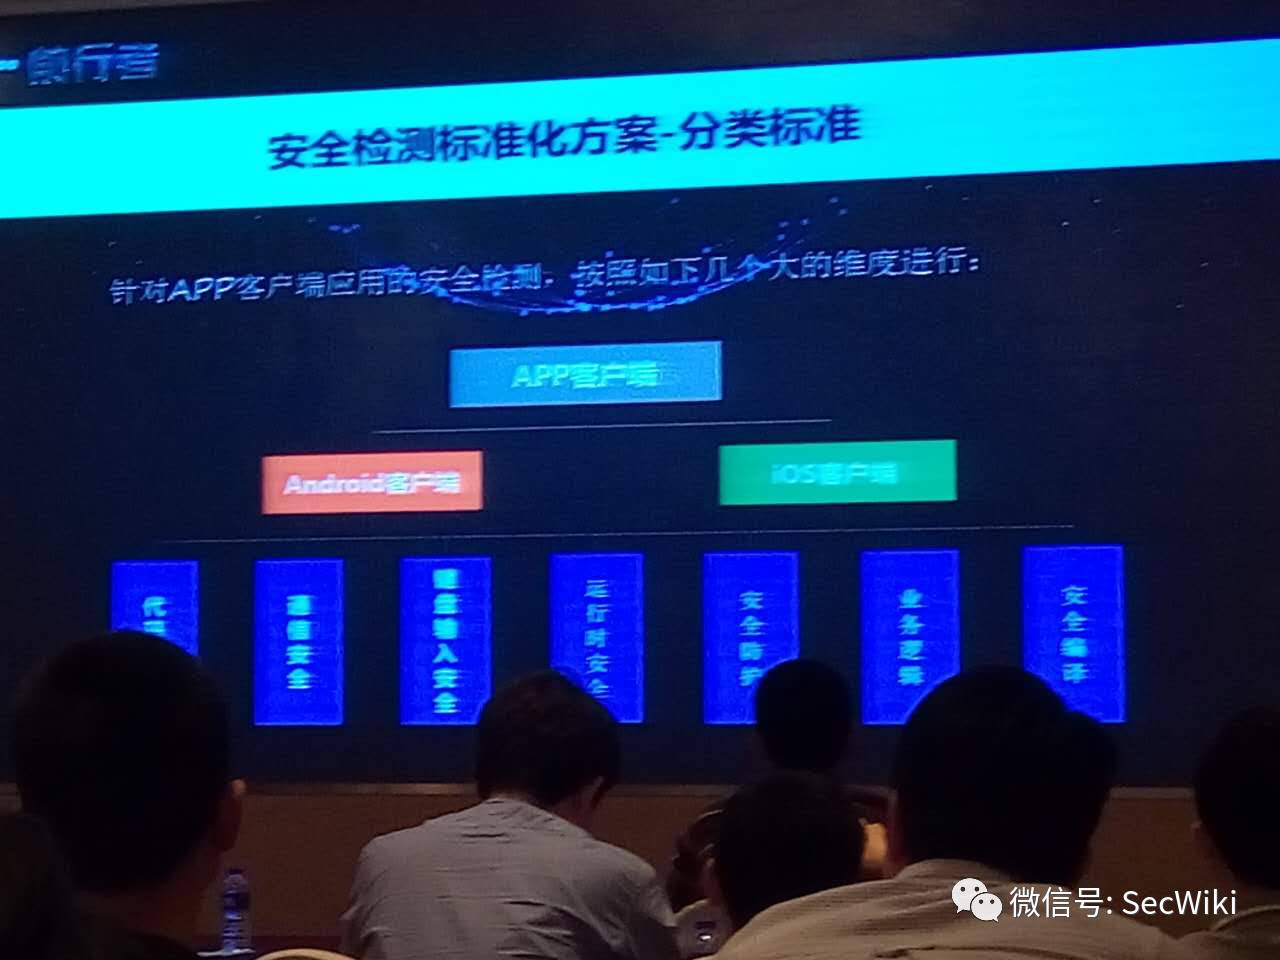 航行者
安全检测标准化方案-分类标准
针对APP客户端应用的安全检测，按照如下几个大的维度进行：
APP客户端
Android客户端
iOS客户端
代
通信安全
键盘输入安全
运行时安全
安全防护
业务逻辑
安全编译
微信号: SecWiki